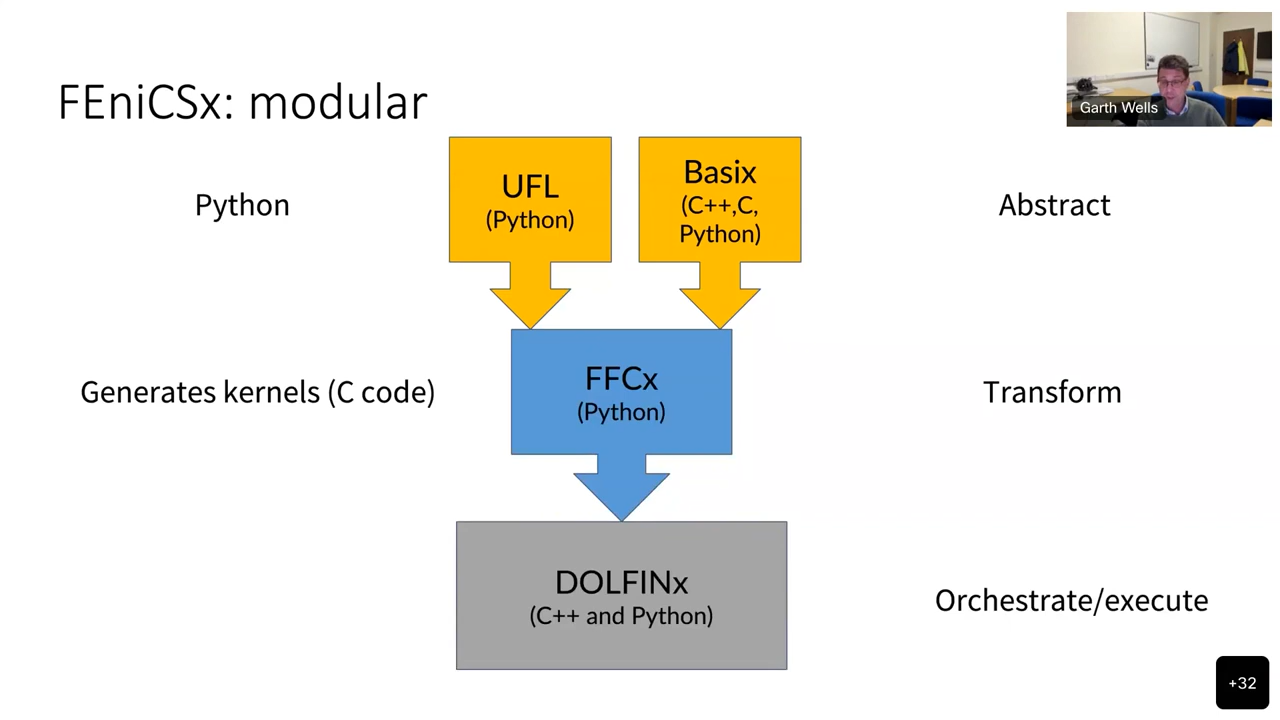 FEniCSx: modular
Garth Wells
Python
UFL
(Python)
Basix
(C++,C,
Python)
Abstract
Generates kernels (C code)
FFCx
(Python)
Transform
DOLFINx
(C++ and Python)
Orchestrate/execute
+32